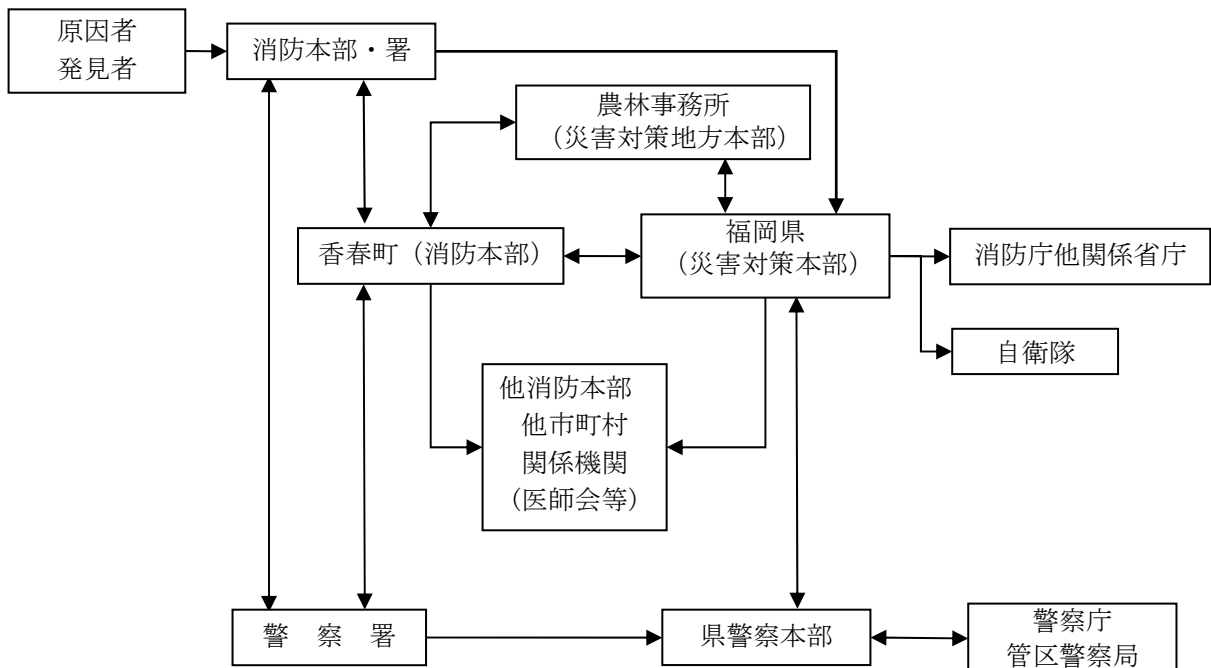 原因者
発見者
消防本部・署
農林事務所
（災害対策地方本部）
香春町（消防本部）
福岡県
（災害対策本部）
消防庁他関係省庁
自衛隊
他消防本部
他市町村
関係機関
（医師会等）
警　察　署
県警察本部
警察庁
管区警察局